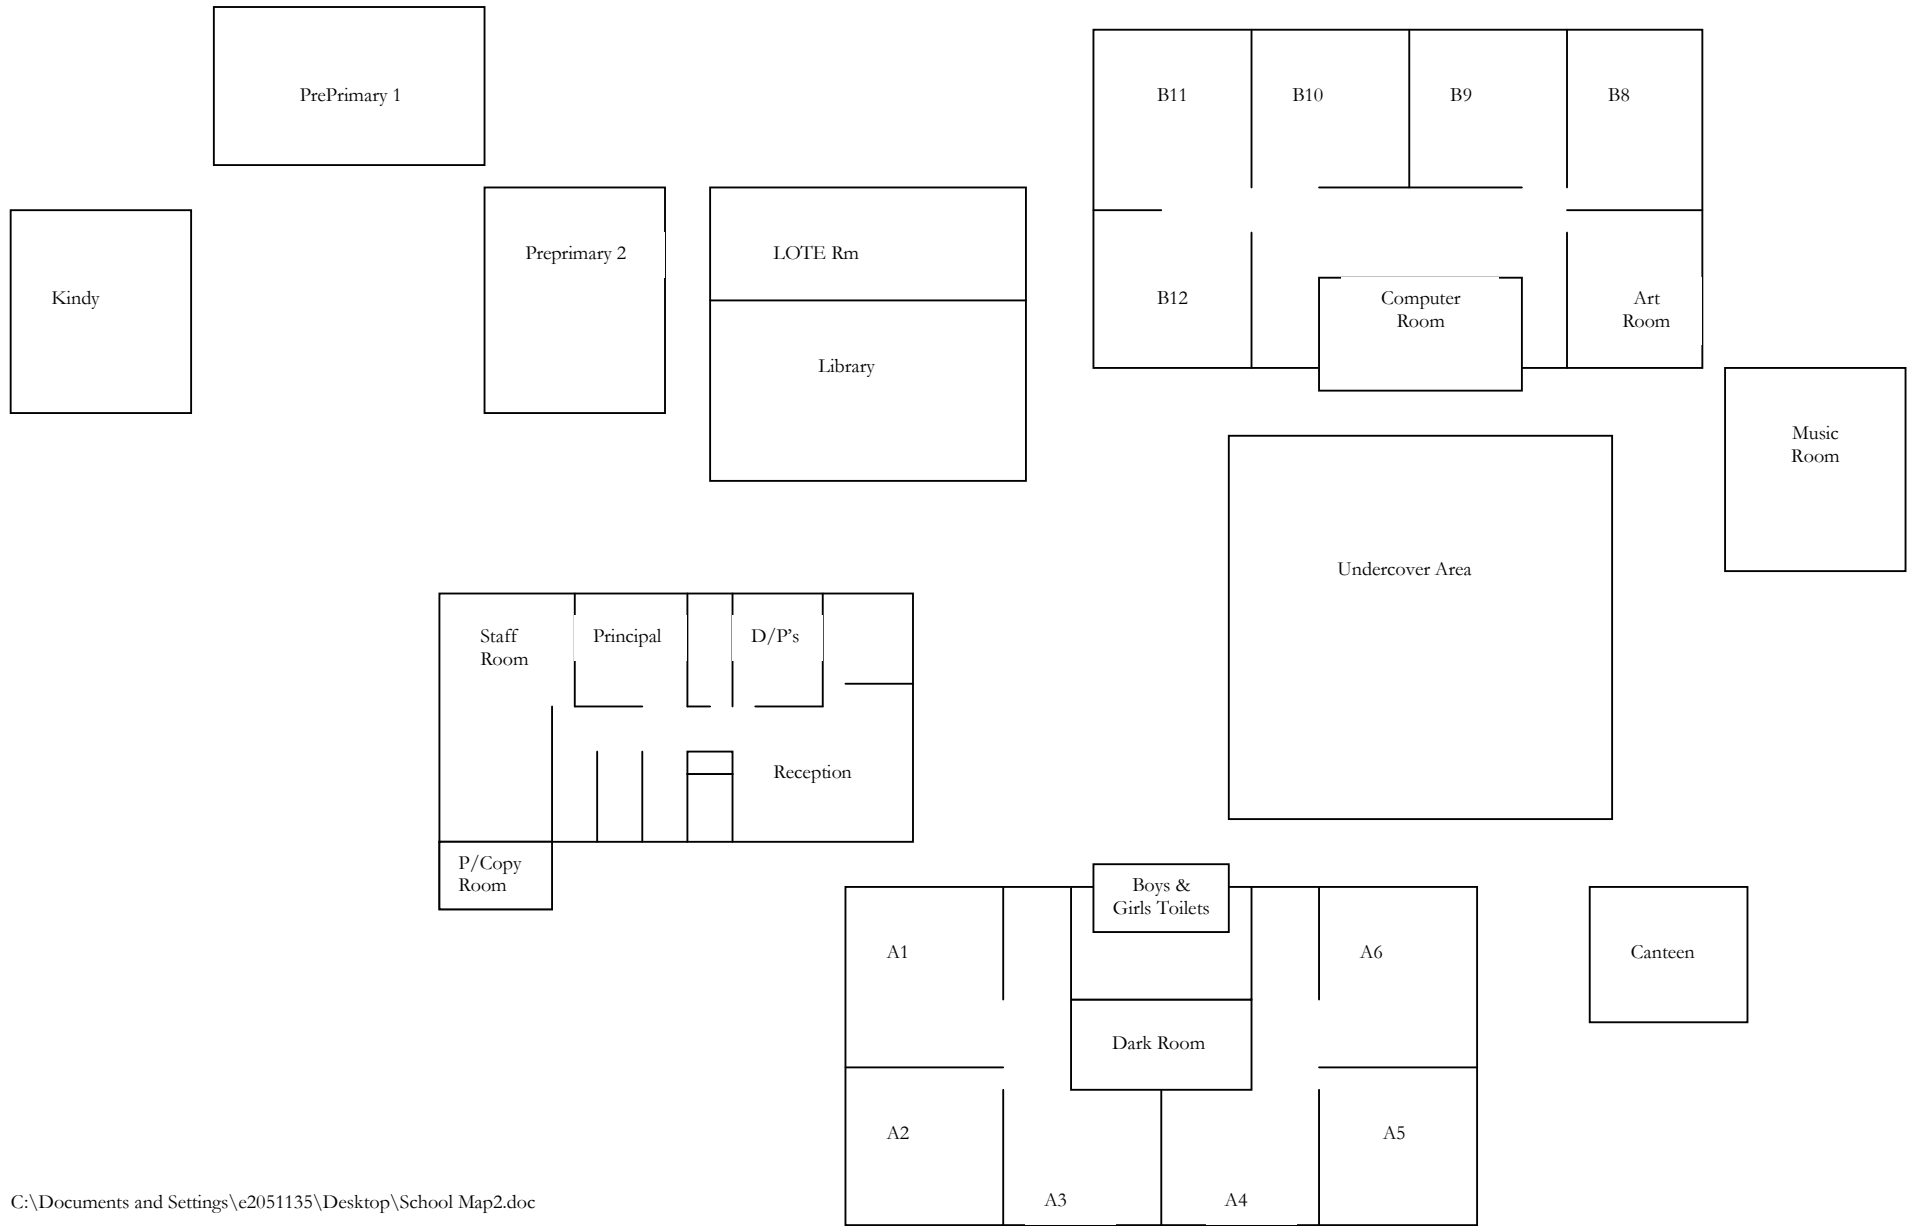 PrePrimary 1
B11
B10
B9
B8
Preprimary 2
LOTE Rm
Kindy
B12
Computer
Room
Art
Room
Library
Music
Room
Undercover Area
Staff
Room
Principal
D/P's
Reception
P/Copy
Room
Boys &
Girls Toilets
A1
A6
Canteen
Dark Room
A2
A5
A3
A4
C:\Documents and Settings\e2051135\Desktop\School Map2.doc